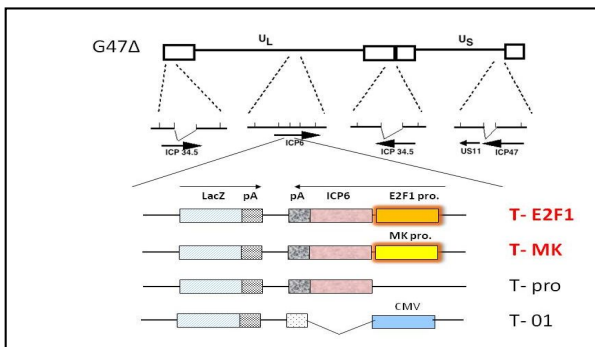 G47Δ
UL
US
ICP 34.5
ICP6
ICP 34.5
US11
ICP47
LacZ pA pA ICP6 E2F1 pro.
T- E2F1
MK pro.
T- MK
T- pro
CMV
T- 01